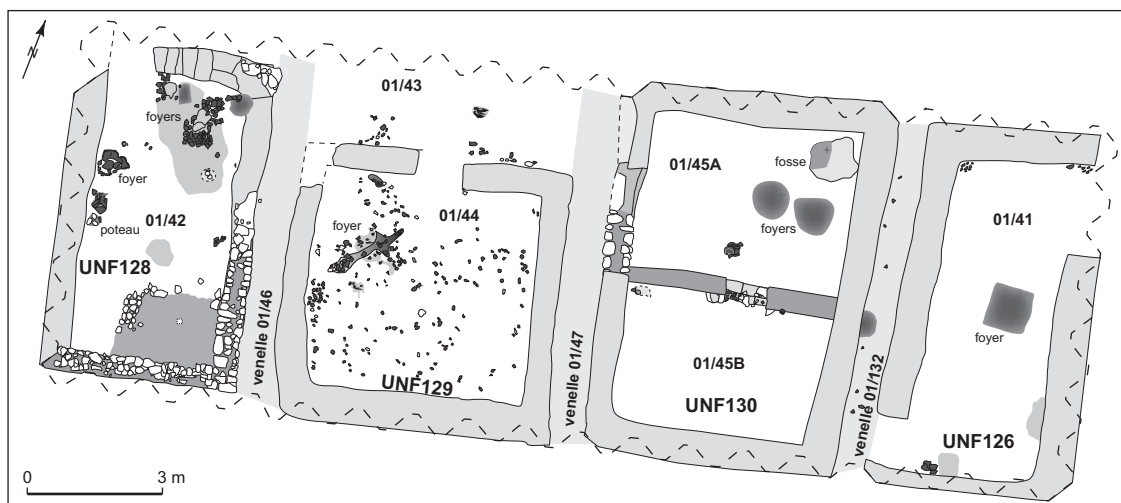 N
01/42
foyers
foyer
poteau
UNF128
venelle 01/46
01/43
01/44
foyer
UNF129
venelle 01/47
01/45A
fosse
foyers
01/45B
UNF130
venelle 01/132
01/41
foyer
UNF126
0 3 m